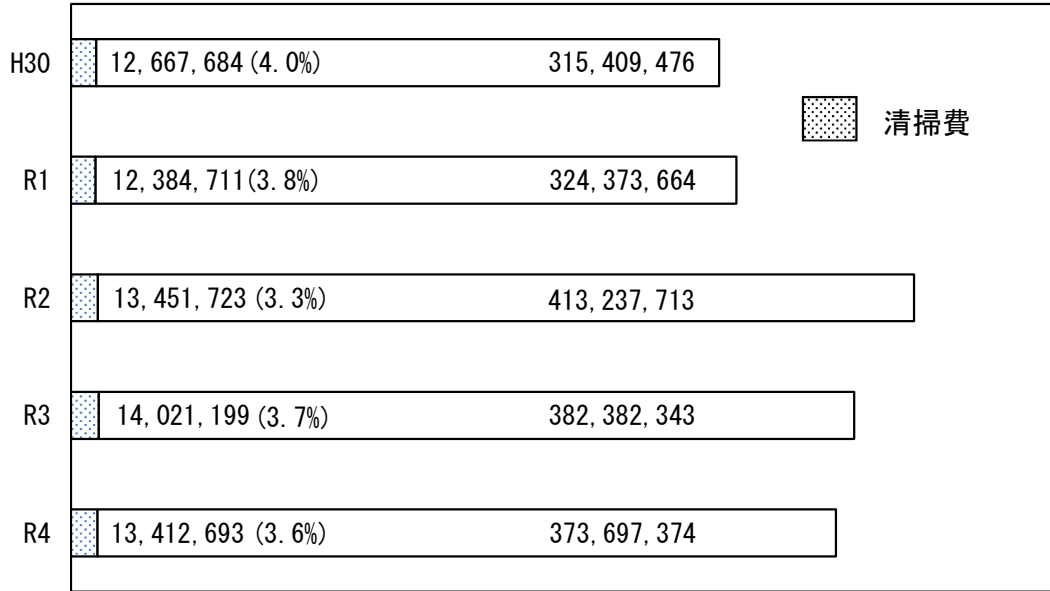 H30 12,667,684(4.0%) 315,409,476
清掃費
R1 12,384,711(3.8%) 324,373,664
R2 13,451,723(3.3%) 413,237,713
R3 14,021,199(3.7%) 382,382,343
R4 13,412,693(3.6%) 373,697,374